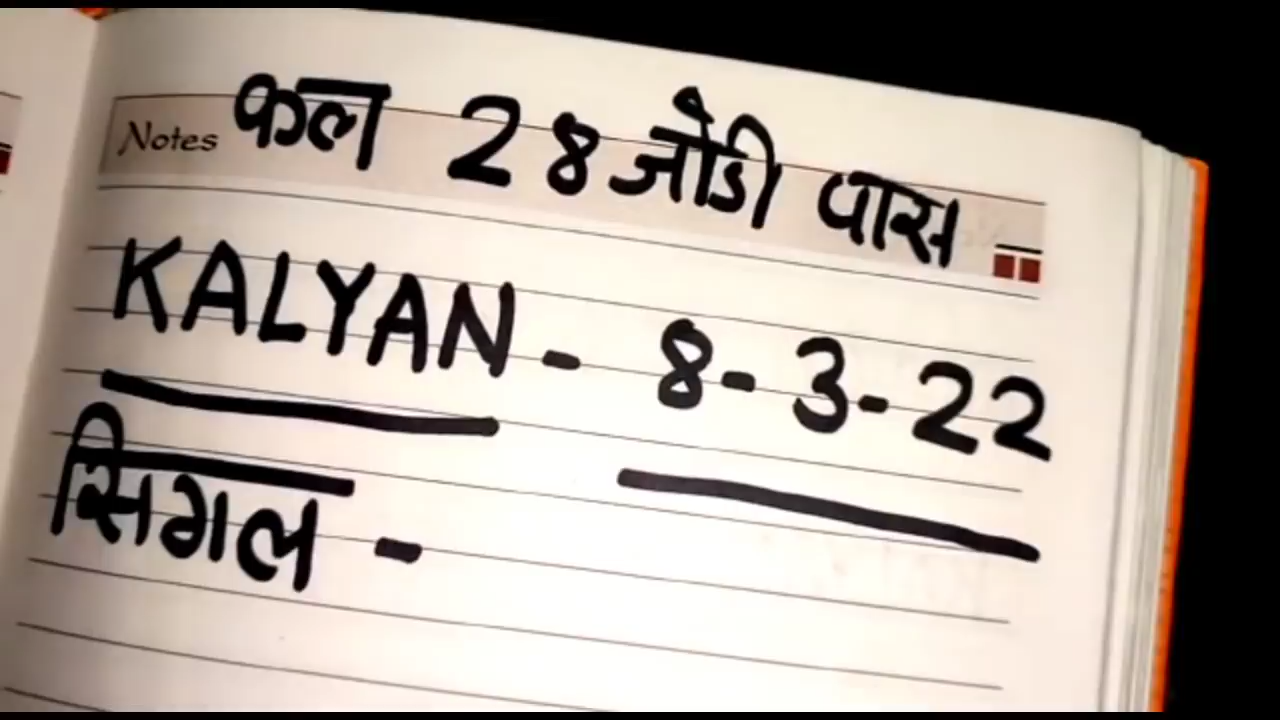 Notes कल 28 जोडी पास
KALYAN - 8-3-22
सिगल -